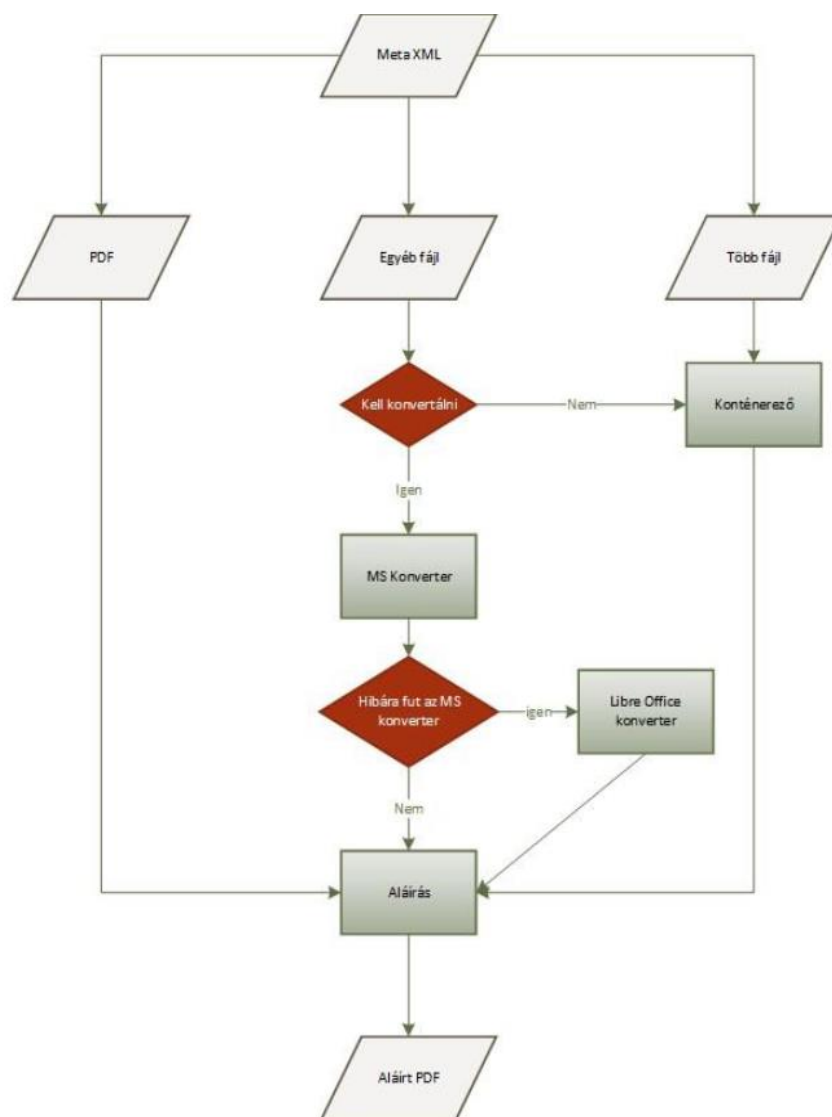 Meta XML
PDF
Egyéb fájl
Több fájl
Kell konvertálni
Nem
Konténerező
Igen
MS Konverter
Hibára fut az MS
konverter
igen
Libre Office
konverter
Nem
Aláírás
Aláírt PDF